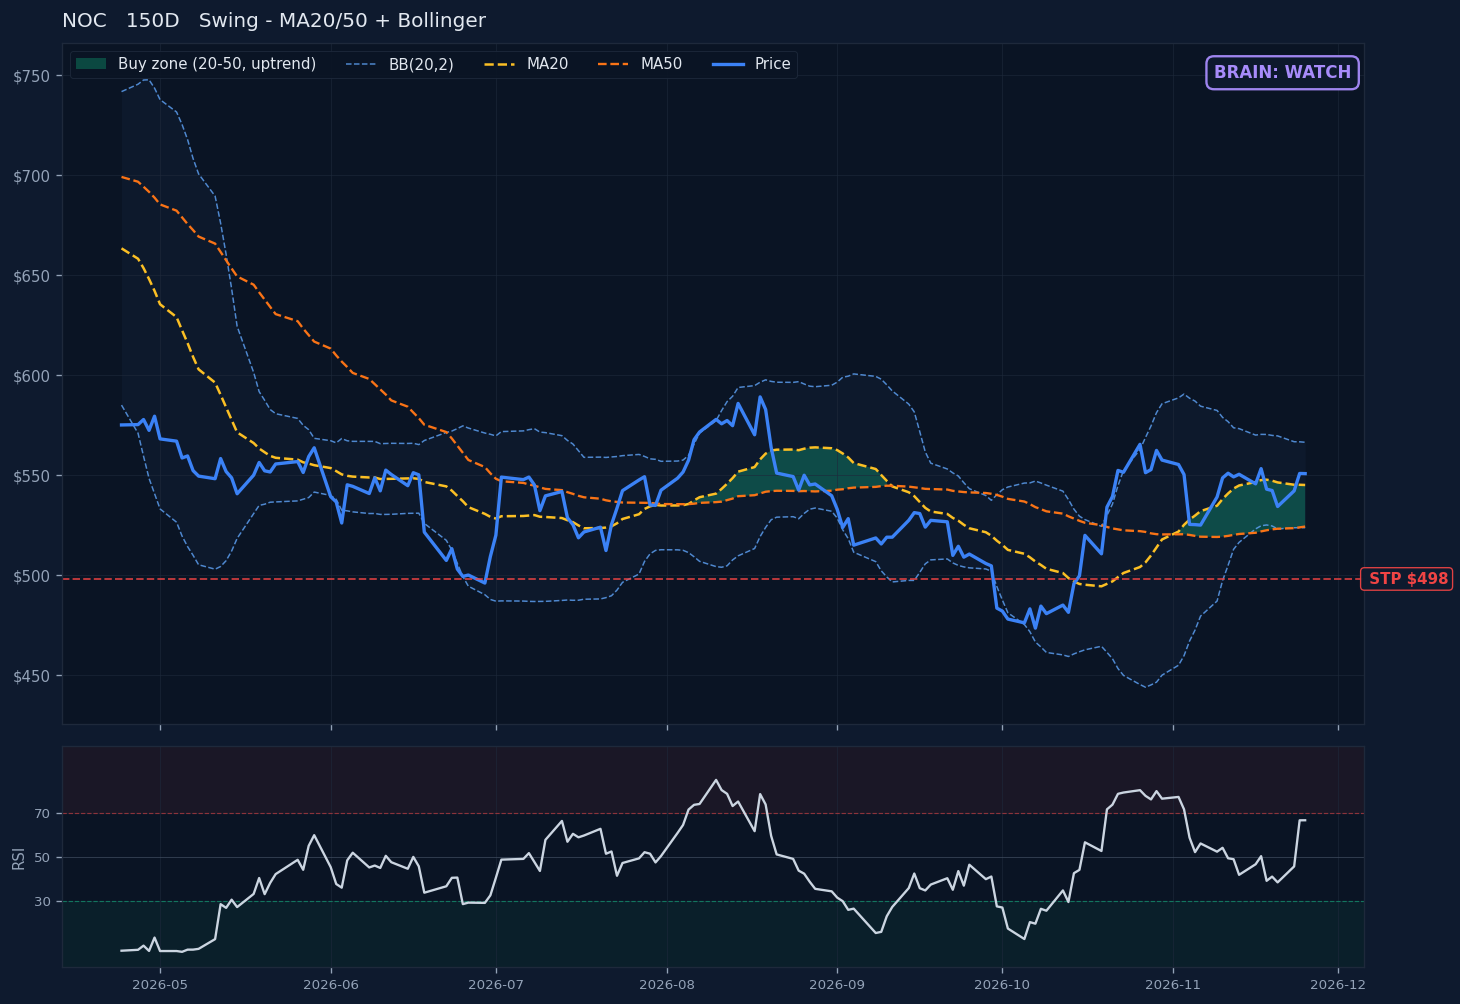 NOC   150D   Swing - MA20/50 + Bollinger
Buy zone (20-50, uptrend)   BB(20,2)   MA20   MA50   Price
BRAIN: WATCH
$750
$700
$650
$600
$550
$500
$450
STP $498
RSI
70
50
30
2026-05   2026-06   2026-07   2026-08   2026-09   2026-10   2026-11   2026-12